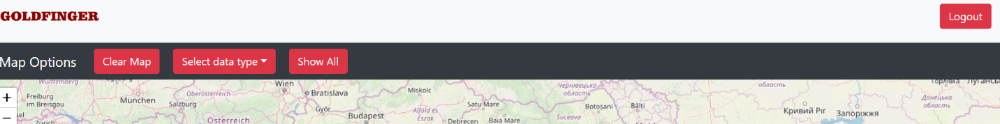 GOLDFINGER
Logout
Map Options
Clear Map
Select data type
Show All
+
−
Württemberg
Freiburg
im Breisgau
Zürich
München
Salzburg
Oberösterreich
Österreich
Wien
Bratislava
Győr
Budapest
Miskolc
Alföld és
Észak
Debrecen
Satu Mare
Baia Mare
Чернівецька
область
Suceava
Botoșani
Bălți
область
Кривий Ріг
Запоріжжя
Горлівка
Донецька
область